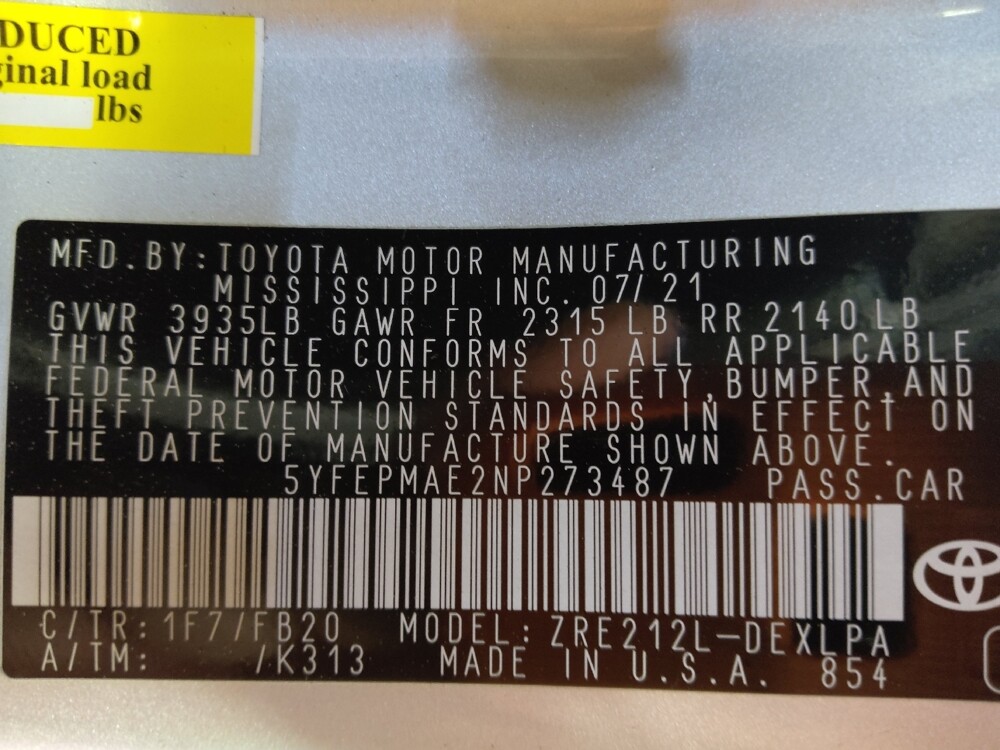 DUCED
ginal load
lbs
MFD.BY:TOYOTA MOTOR MANUFACTURING
MISSISSIPPI INC. 07/21
GVWR 3935LB GAWR FR 2315 LB RR 2140 LB
THIS VEHICLE CONFORMS TO ALL APPLICABLE
FEDERAL MOTOR VEHICLE SAFETY,BUMPER,AND
THEFT PREVENTION STANDARDS IN EFFECT ON
THE DATE OF MANUFACTURE SHOWN ABOVE.
5YFEPMAE2NP273487 PASS.CAR
C/TR:1F7/FB20 MODEL:ZRE212L-DEXLPA
A/TM: /K313 MADE IN U.S.A. 854